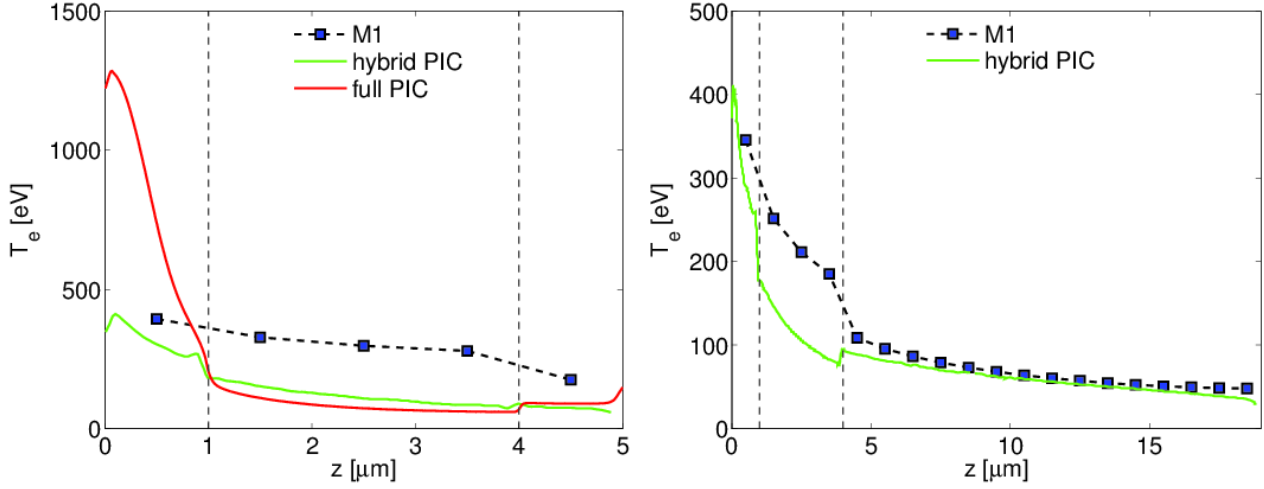 1500
1000
500
0
T_e [eV]
M1
hybrid PIC
full PIC
0 1 2 3 4 5
z [μm]
500
400
300
200
100
0
T_e [eV]
M1
hybrid PIC
0 5 10 15
z [μm]